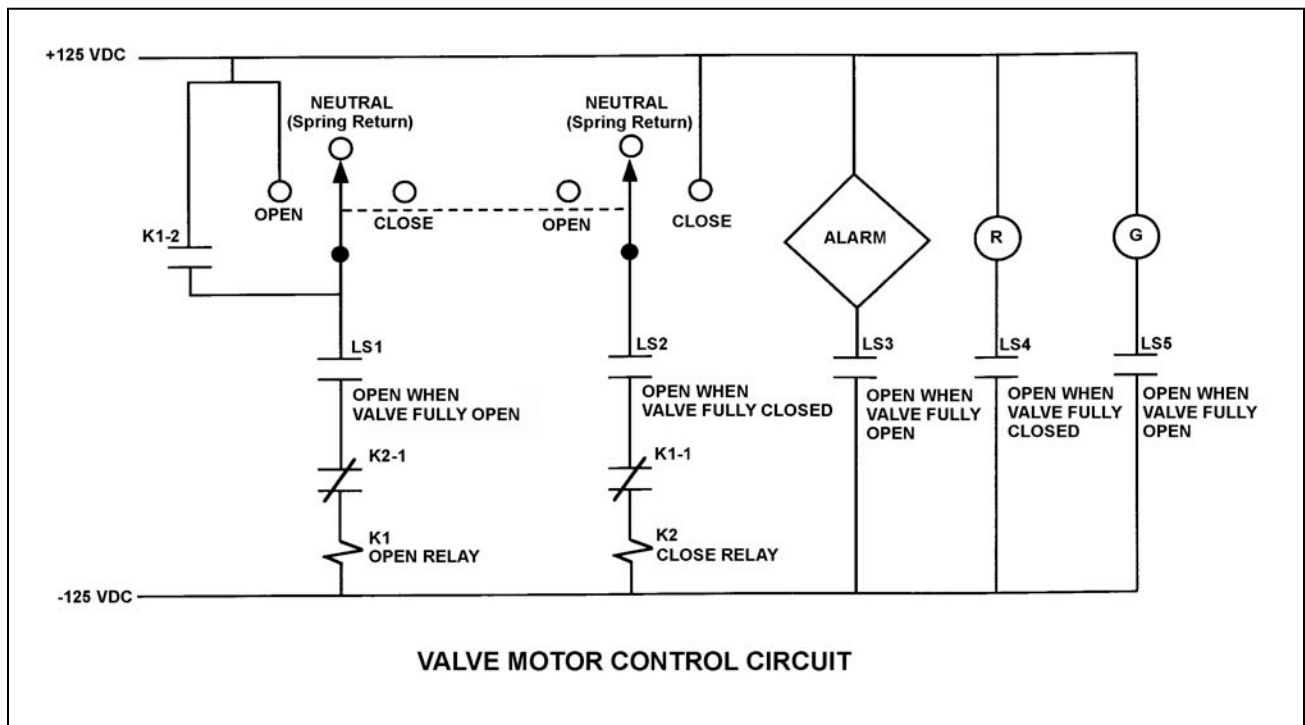 +125 VDC
NEUTRAL
(Spring Return)
NEUTRAL
(Spring Return)
OPEN
CLOSE
OPEN
CLOSE
K1-2
ALARM
R
G
LS1
OPEN WHEN
VALVE FULLY OPEN
LS2
OPEN WHEN
VALVE FULLY CLOSED
LS3
OPEN WHEN
VALVE FULLY
OPEN
LS4
OPEN WHEN
VALVE FULLY
CLOSED
LS5
OPEN WHEN
VALVE FULLY
OPEN
K2-1
K1-1
K1
OPEN RELAY
K2
CLOSE RELAY
-125 VDC
VALVE MOTOR CONTROL CIRCUIT